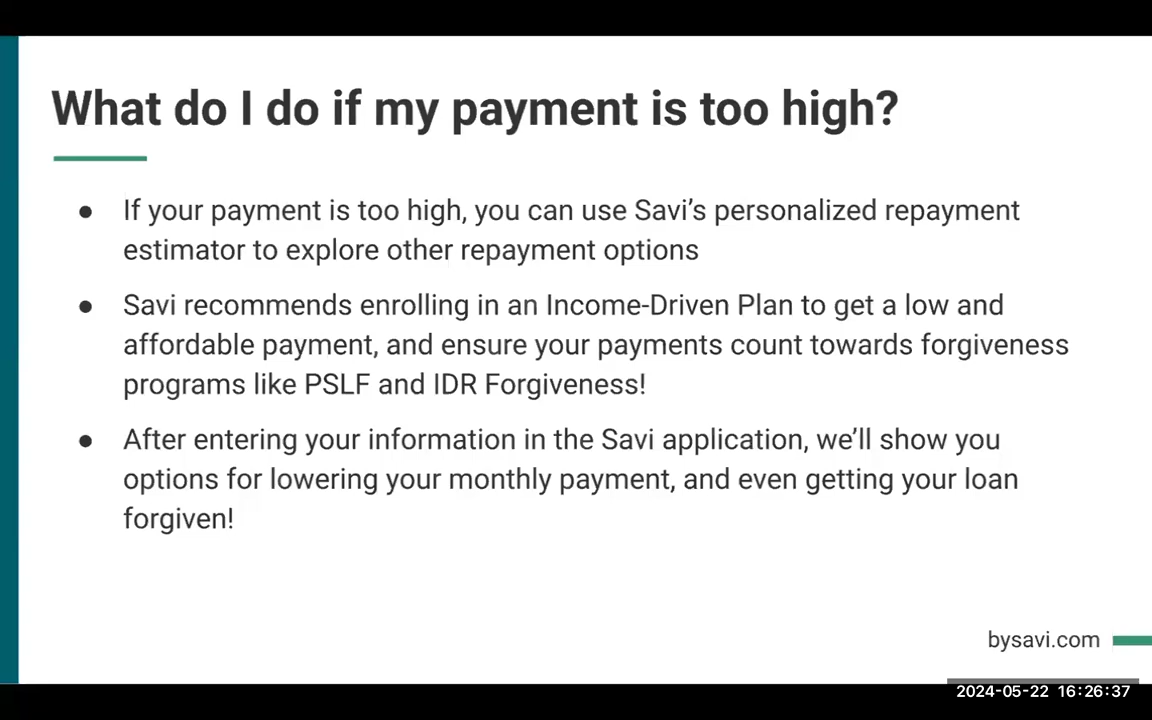 What do I do if my payment is too high?
● If your payment is too high, you can use Savi’s personalized repayment
estimator to explore other repayment options
● Savi recommends enrolling in an Income-Driven Plan to get a low and
affordable payment, and ensure your payments count towards forgiveness
programs like PSLF and IDR Forgiveness!
● After entering your information in the Savi application, we’ll show you
options for lowering your monthly payment, and even getting your loan
forgiven!
bysavi.com
2024-05-22 16:26:37